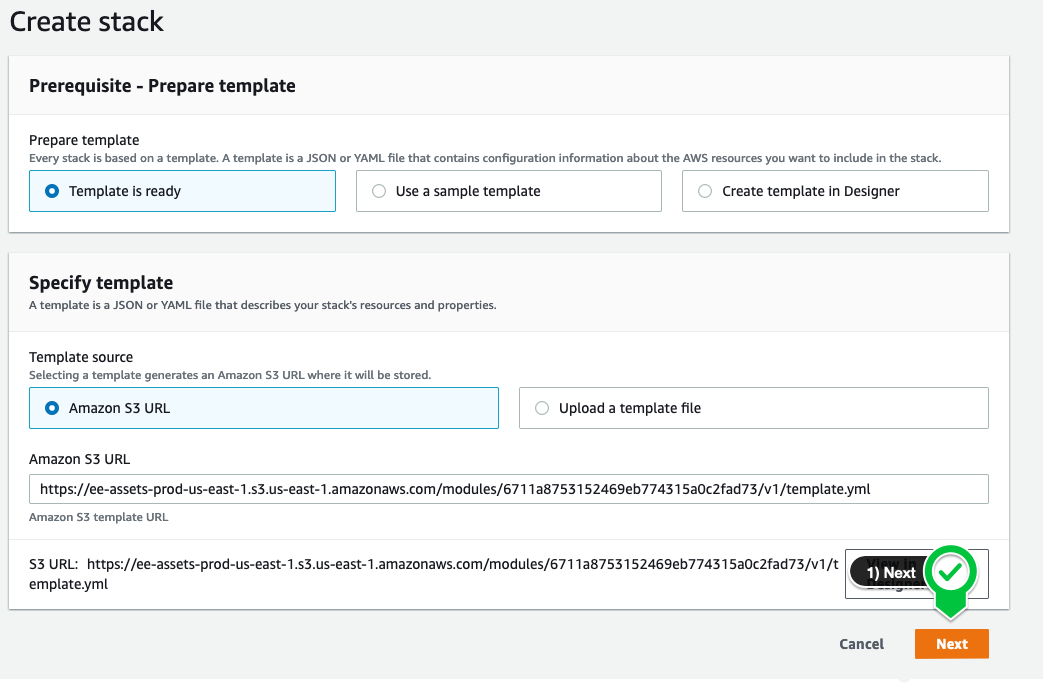 Create stack
Prerequisite - Prepare template
Prepare template
Every stack is based on a template. A template is a JSON or YAML file that contains configuration information about the AWS resources you want to include in the stack.
Template is ready
Use a sample template
Create template in Designer
Specify template
A template is a JSON or YAML file that describes your stack's resources and properties.
Template source
Selecting a template generates an Amazon S3 URL where it will be stored.
Amazon S3 URL
Upload a template file
Amazon S3 URL
https://ee-assets-prod-us-east-1.s3.us-east-1.amazonaws.com/modules/6711a8753152469eb774315a0c2fad73/v1/template.yml
Amazon S3 template URL
S3 URL: https://ee-assets-prod-us-east-1.s3.us-east-1.amazonaws.com/modules/6711a8753152469eb774315a0c2fad73/v1/t
emplate.yml
1) Next
Cancel
Next